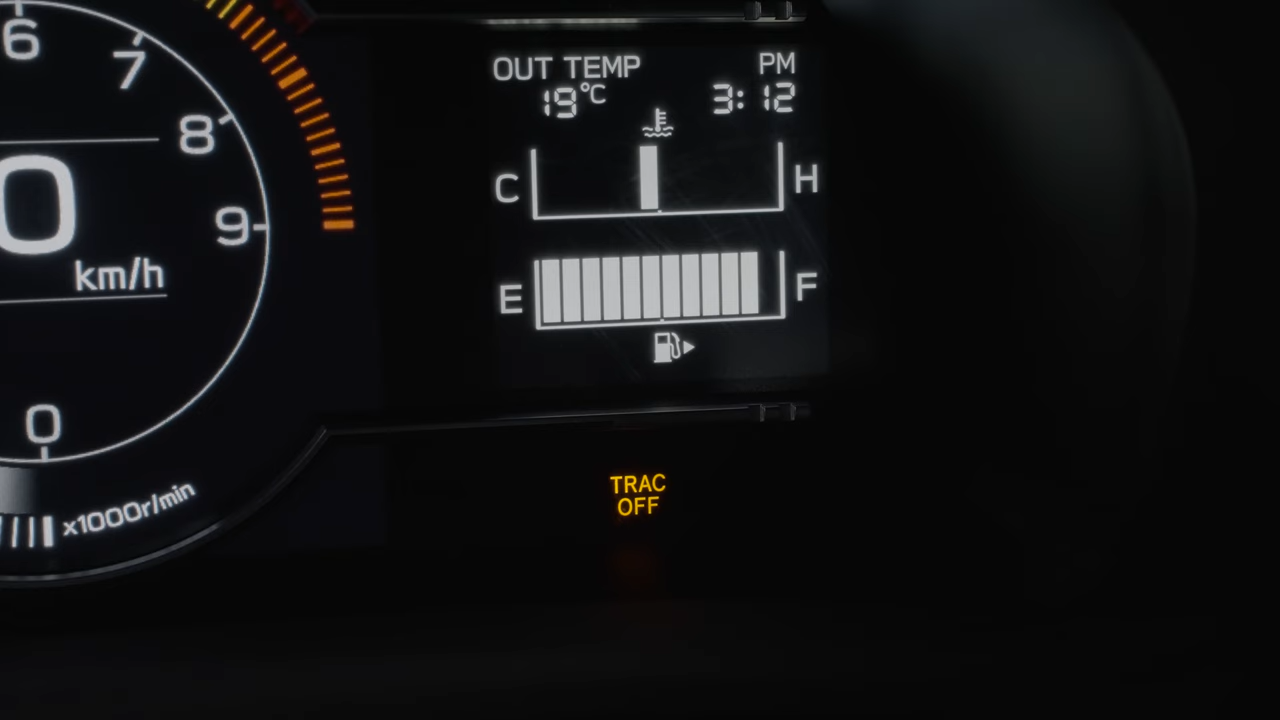 6
7
8
9
0
km/h
0
x1000r/min
OUT TEMP
19°C
PM
3:12
C
H
E
F
TRAC
OFF